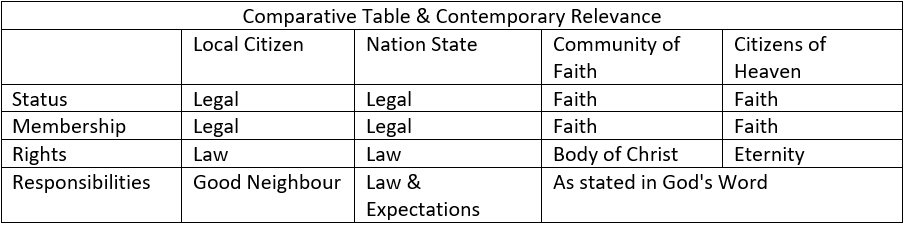 Comparative Table & Contemporary Relevance
Local Citizen Nation State Community of Faith Citizens of Heaven
Status Legal Legal Faith Faith
Membership Legal Legal Faith Faith
Rights Law Law Body of Christ Eternity
Responsibilities Good Neighbour Law & Expectations As stated in God's Word